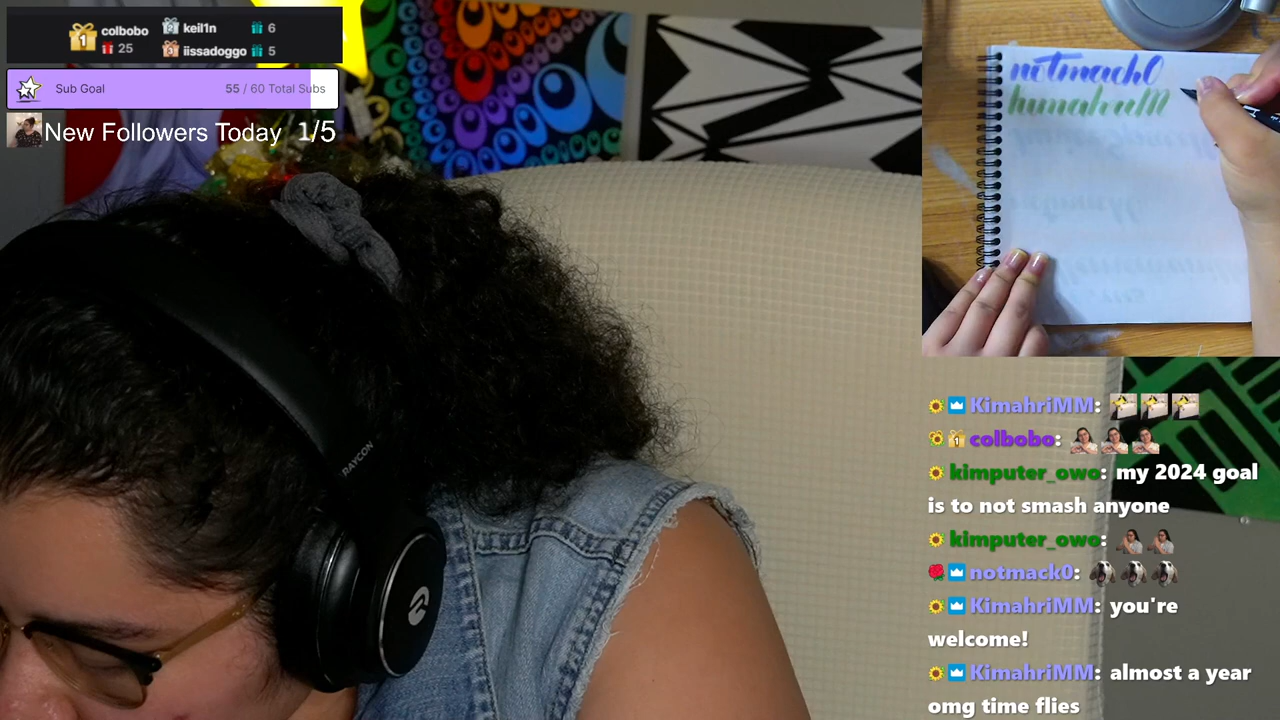 colbobo
25
keil1n 6
iissadoggo 5
Sub Goal 55 / 60 Total Subs
New Followers Today 1/5
RAYCON
notmack0
kimahriMM
KimahriMM:
colbobo:
kimputer_owo: my 2024 goal
is to not smash anyone
kimputer_owo:
notmack0:
KimahriMM: you're
welcome!
KimahriMM: almost a year
omg time flies